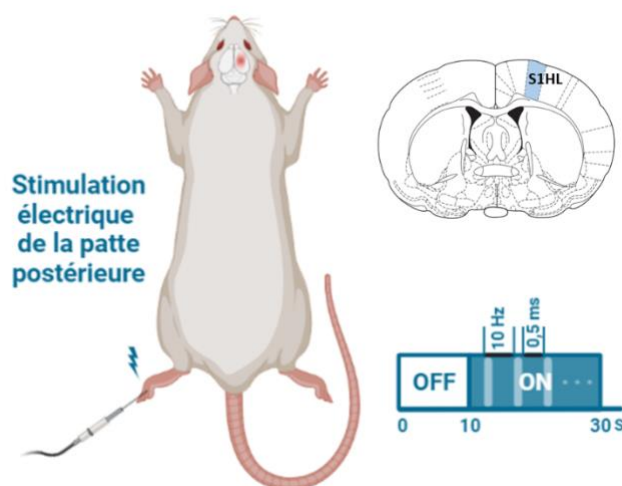 S1HL
Stimulation
électrique
de la patte
postérieure
10 Hz
0,5 ms
OFF
ON ...
0
10
30 S